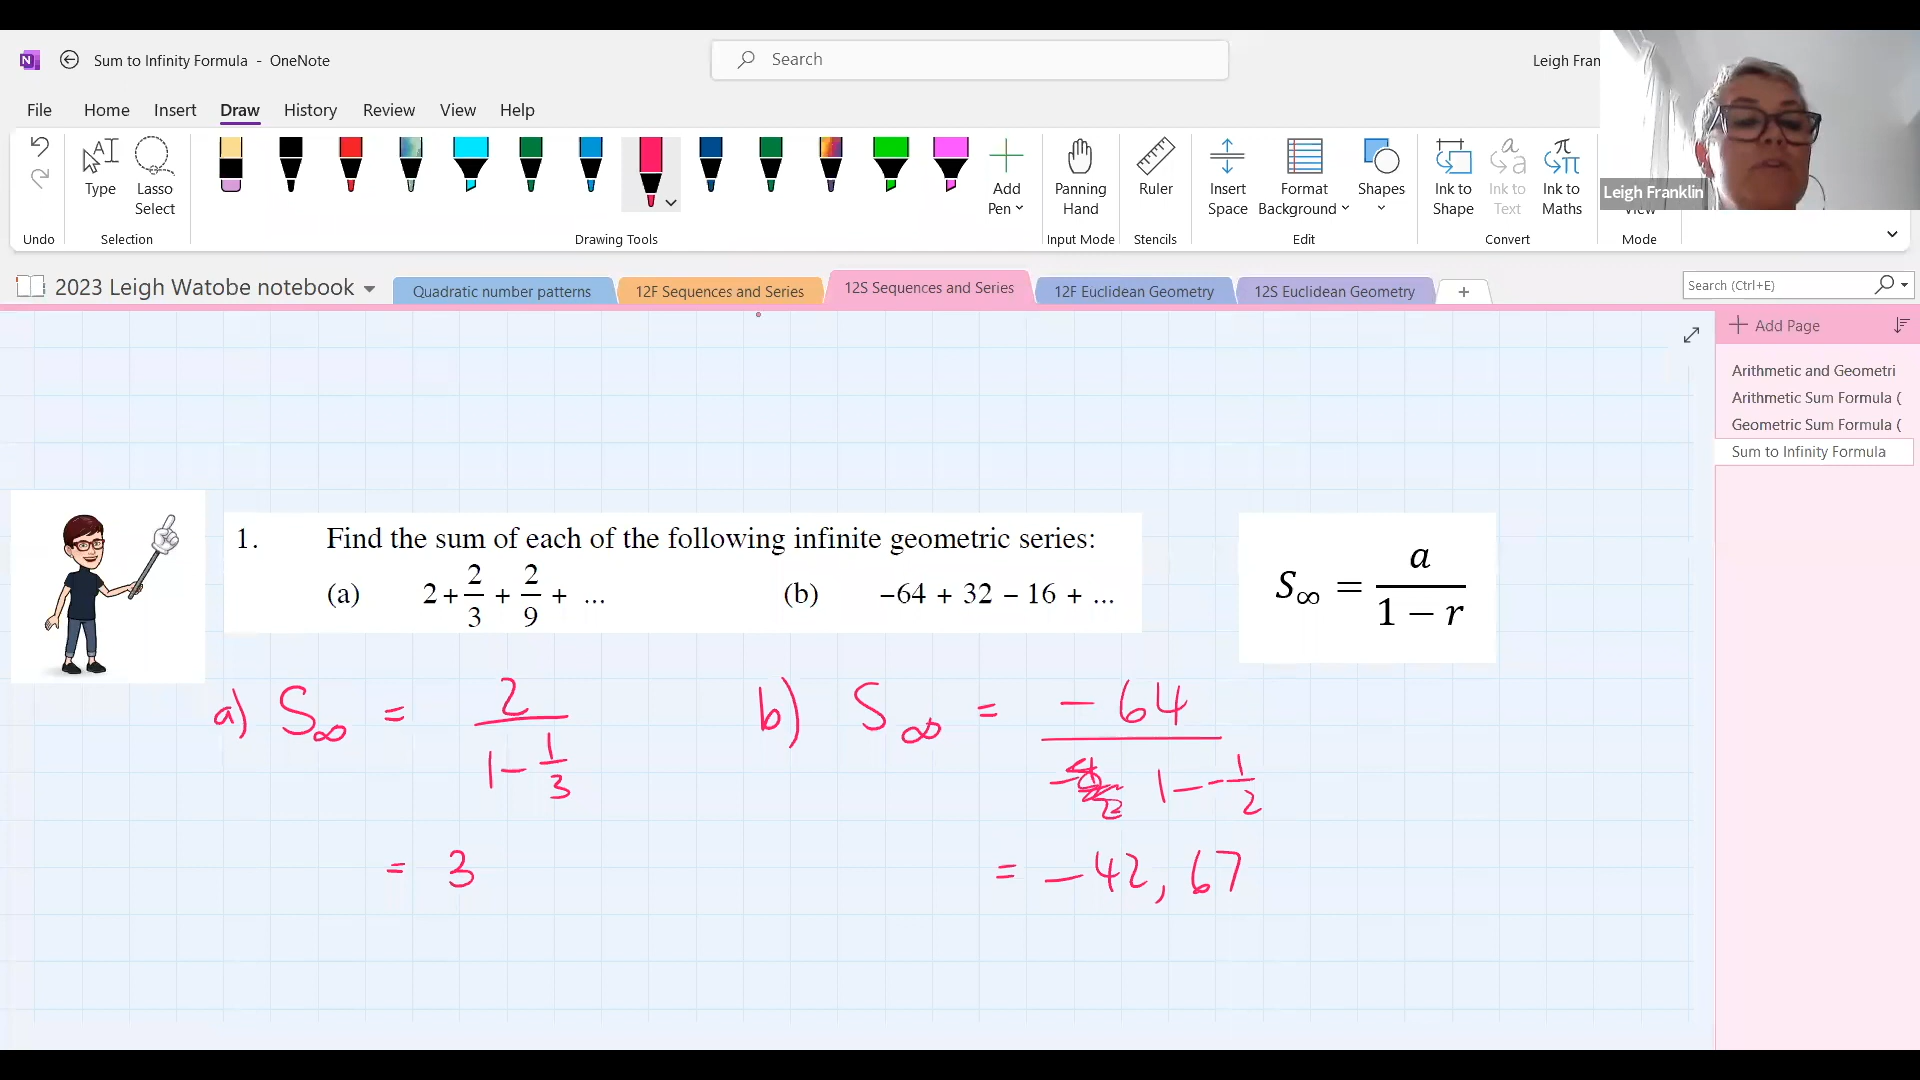 Sum to Infinity Formula - OneNote
Search
Leigh Fran
File Home Insert Draw History Review View Help
Type
Lasso Select
Add Pen
Panning Hand
Ruler
Insert Space
Format Background
Shapes
Ink to Shape
Ink to Text
Ink to Maths
View
Leigh Franklin
Undo Selection Drawing Tools Input Mode Stencils Edit Convert Mode
2023 Leigh Watobe notebook
Quadratic number patterns
12F Sequences and Series
12S Sequences and Series
12F Euclidean Geometry
12S Euclidean Geometry
+
Search (Ctrl+E)
Add Page
Arithmetic and Geometri
Arithmetic Sum Formula (
Geometric Sum Formula (
Sum to Infinity Formula
1. Find the sum of each of the following infinite geometric series:
(a) 2 + 2/3 + 2/9 + ... (b) −64 + 32 − 16 + ...
S∞ = a/(1 − r)
a) S∞ = 2/(1 - 1/3)
= 3
b) S∞ = -64/(1 - -1/2)
= -42,67